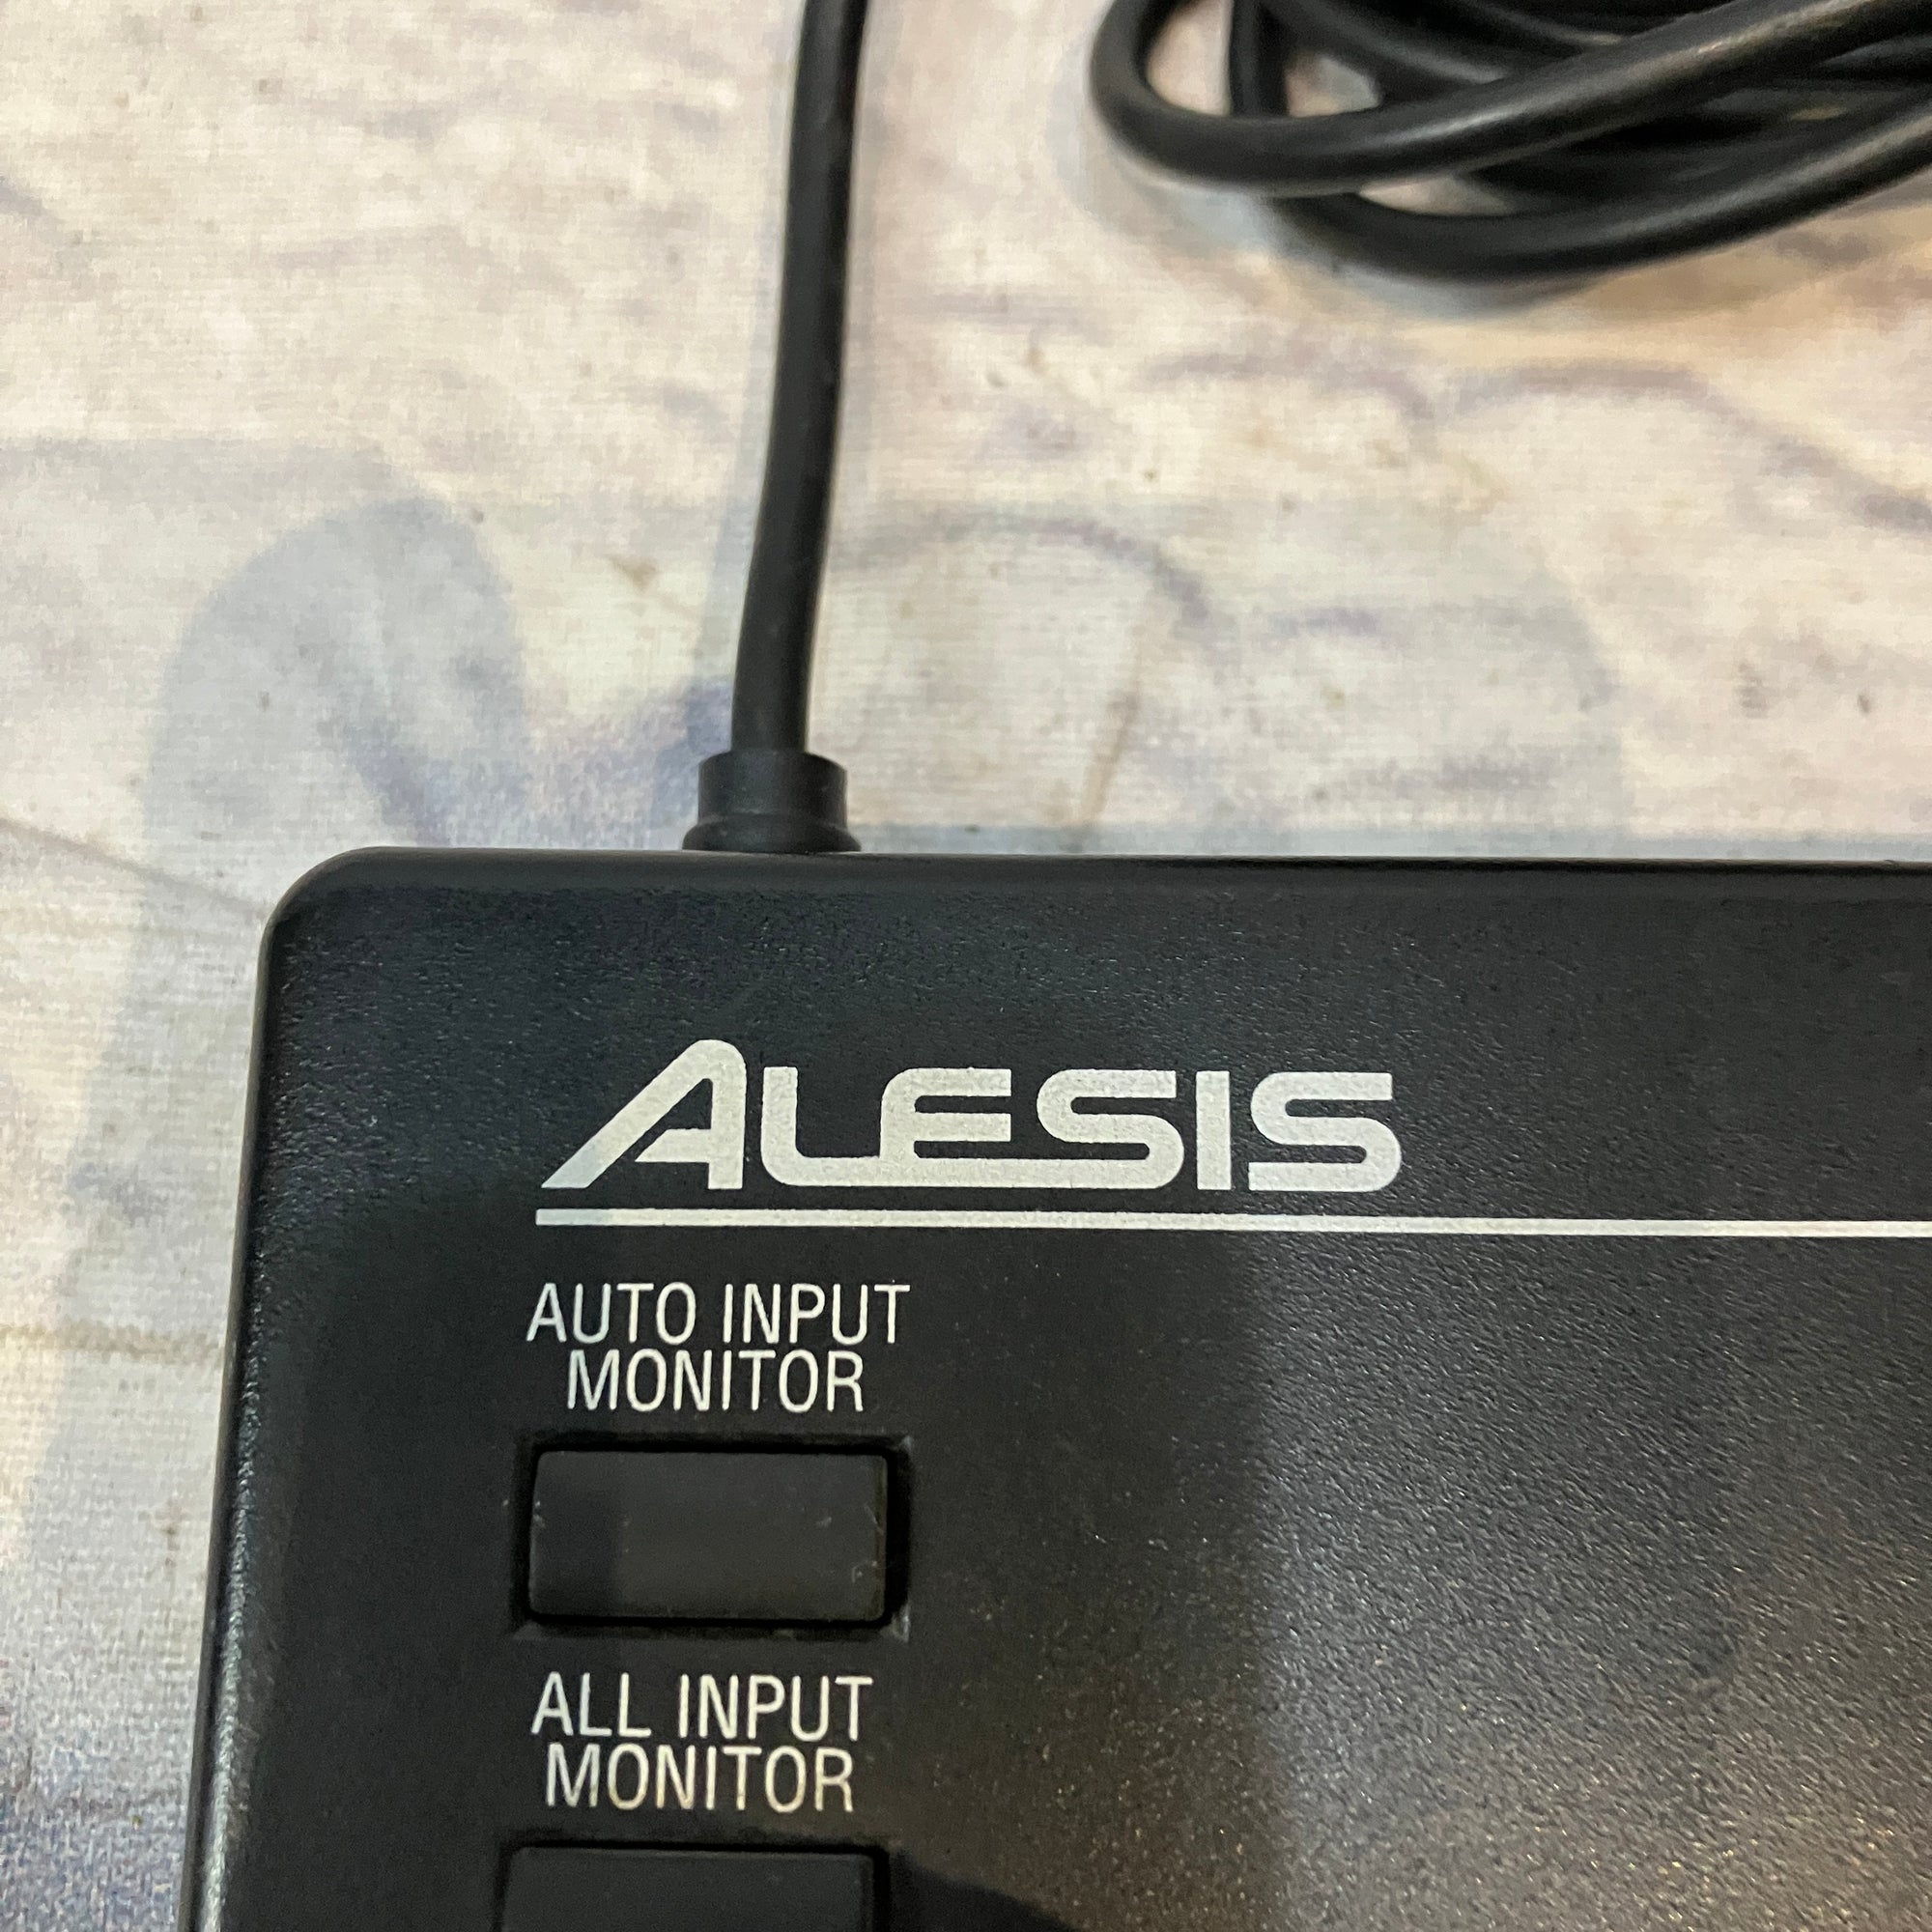 ALESIS
AUTO INPUT
MONITOR
ALL INPUT
MONITOR